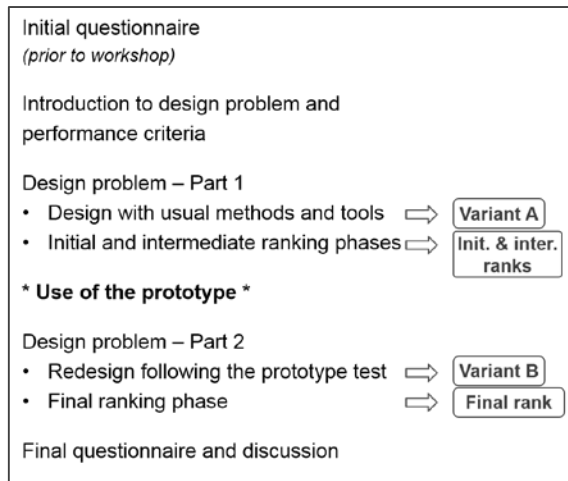 Initial questionnaire
(prior to workshop)
Introduction to design problem and
performance criteria
Design problem – Part 1
• Design with usual methods and tools ⇨ Variant A
• Initial and intermediate ranking phases ⇨ Init. & inter.
ranks
* Use of the prototype *
Design problem – Part 2
• Redesign following the prototype test ⇨ Variant B
• Final ranking phase ⇨ Final rank
Final questionnaire and discussion